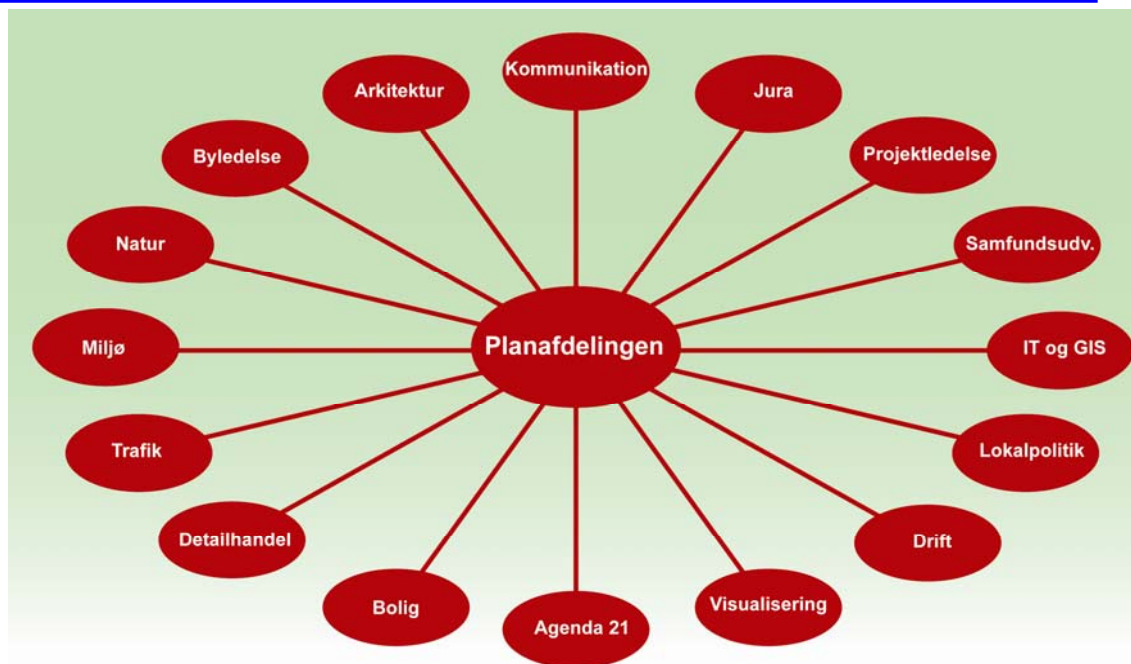 Kommunikation
Arkitektur
Jura
Byledelse
Projektledelse
Natur
Samfundsudv.
Planafdelingen
Miljø
IT og GIS
Trafik
Lokalpolitik
Detailhandel
Drift
Bolig
Visualisering
Agenda 21